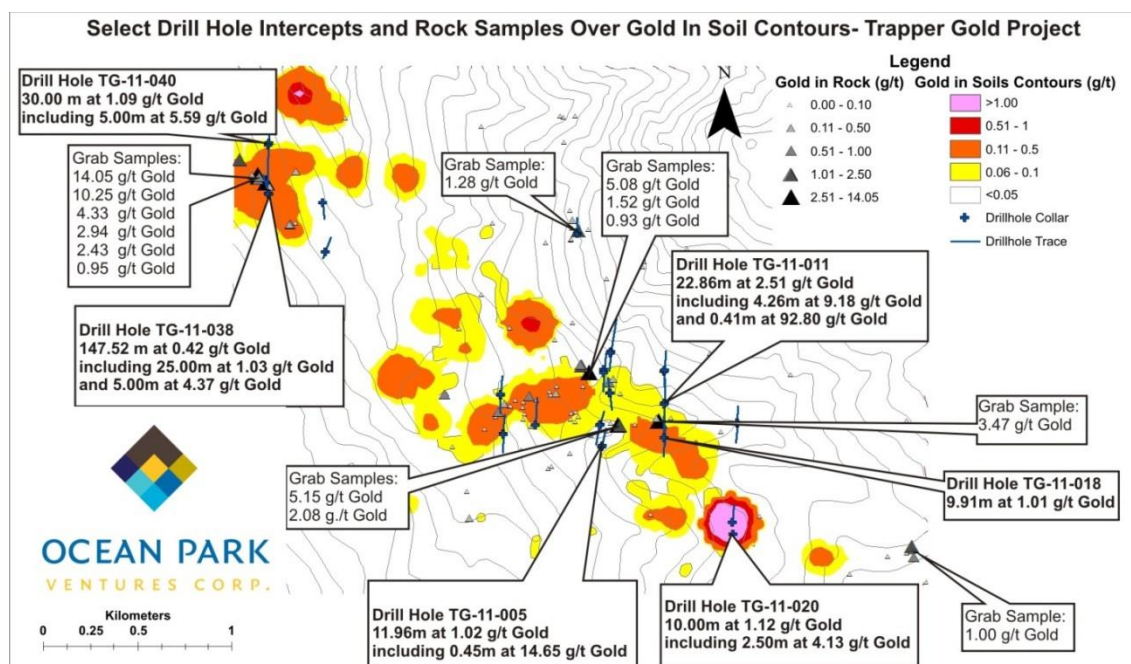 Select Drill Hole Intercepts and Rock Samples Over Gold In Soil Contours- Trapper Gold Project
Legend
Gold in Rock (g/t)
0.00 - 0.10
0.11 - 0.50
0.51 - 1.00
1.01 - 2.50
2.51 - 14.05
Gold in Soils Contours (g/t)
>1.00
0.51 - 1
0.11 - 0.5
0.06 - 0.1
<0.05
Drillhole Collar
Drillhole Trace
N
Drill Hole TG-11-040
30.00 m at 1.09 g/t Gold
including 5.00m at 5.59 g/t Gold
Grab Samples:
14.05 g/t Gold
10.25 g/t Gold
4.33 g/t Gold
2.94 g/t Gold
2.43 g/t Gold
0.95 g/t Gold
Grab Sample:
1.28 g/t Gold
Grab Samples:
5.08 g/t Gold
1.52 g/t Gold
0.93 g/t Gold
Drill Hole TG-11-011
22.86m at 2.51 g/t Gold
including 4.26m at 9.18 g/t Gold
and 0.41m at 92.80 g/t Gold
Drill Hole TG-11-038
147.52 m at 0.42 g/t Gold
including 25.00m at 1.03 g/t Gold
and 5.00m at 4.37 g/t Gold
Grab Sample:
3.47 g/t Gold
Grab Samples:
5.15 g/t Gold
2.08 g./t Gold
Drill Hole TG-11-018
9.91m at 1.01 g/t Gold
OCEAN PARK
VENTURES CORP.
Kilometers
0 0.25 0.5 1
Drill Hole TG-11-005
11.96m at 1.02 g/t Gold
including 0.45m at 14.65 g/t Gold
Drill Hole TG-11-020
10.00m at 1.12 g/t Gold
including 2.50m at 4.13 g/t Gold
Grab Sample:
1.00 g/t Gold